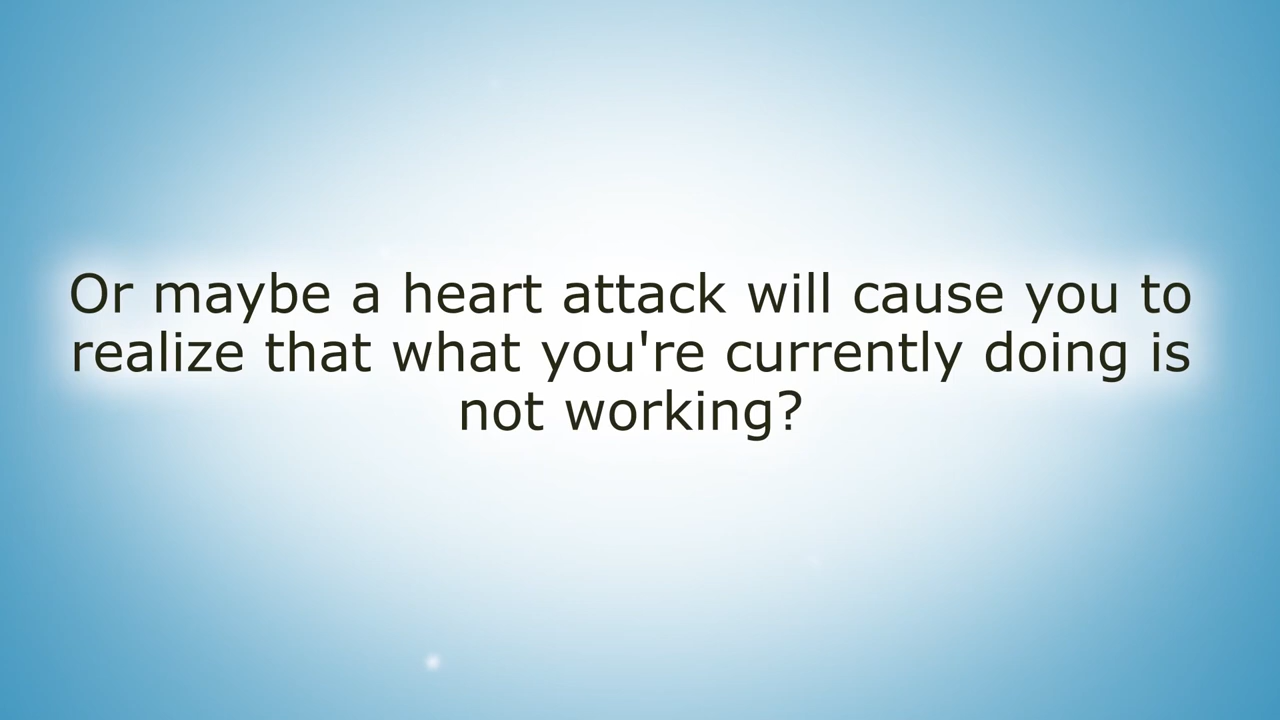 Or maybe a heart attack will cause you to
realize that what you're currently doing is
not working?